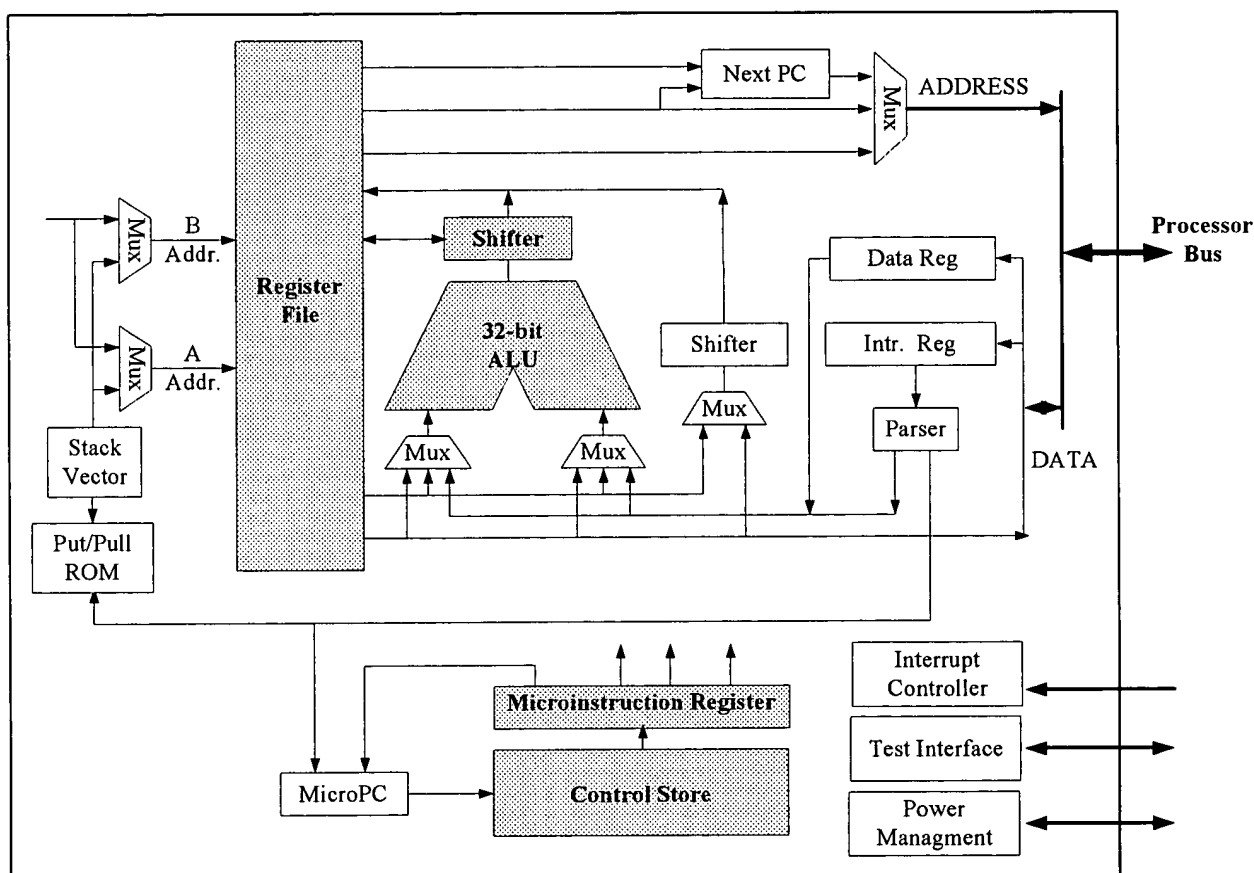 Next PC
Mux
ADDRESS
Mux
B
Addr.
Mux
A
Addr.
Register
File
Shifter
32-bit
ALU
Shifter
Mux
Mux
Mux
Data Reg
Intr. Reg
Parser
DATA
Processor
Bus
Stack
Vector
Put/Pull
ROM
Microinstruction Register
MicroPC
Control Store
Interrupt
Controller
Test Interface
Power
Managment